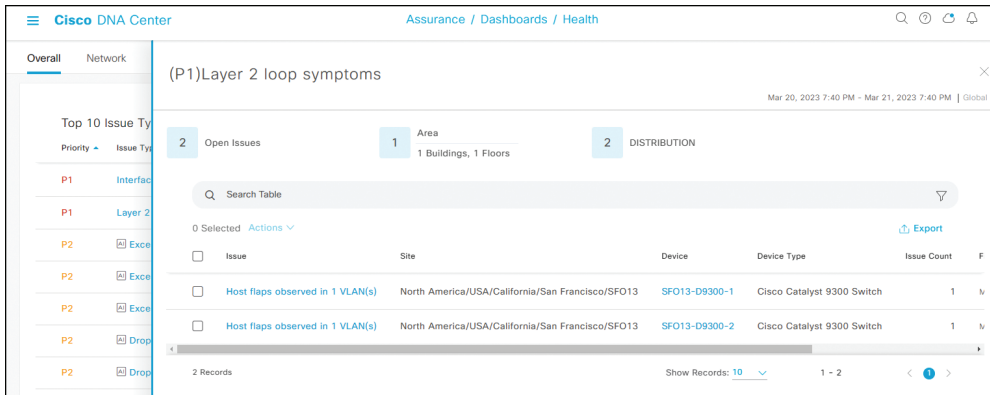 Cisco DNA Center
Assurance / Dashboards / Health
Overall Network
(P1)Layer 2 loop symptoms
Mar 20, 2023 7:40 PM - Mar 21, 2023 7:40 PM | Global
Top 10 Issue Ty
Priority Issue Typ
P1 Interfac
P1 Layer 2
P2 AI Exce
P2 AI Exce
P2 AI Exce
P2 AI Drop
P2 AI Drop
2 Open Issues
1 Area
1 Buildings, 1 Floors
2 DISTRIBUTION
Search Table
0 Selected Actions
Export
Issue Site Device Device Type Issue Count F
Host flaps observed in 1 VLAN(s) North America/USA/California/San Francisco/SFO13 SFO13-D9300-1 Cisco Catalyst 9300 Switch 1
Host flaps observed in 1 VLAN(s) North America/USA/California/San Francisco/SFO13 SFO13-D9300-2 Cisco Catalyst 9300 Switch 1
2 Records
Show Records: 10
1 - 2
1